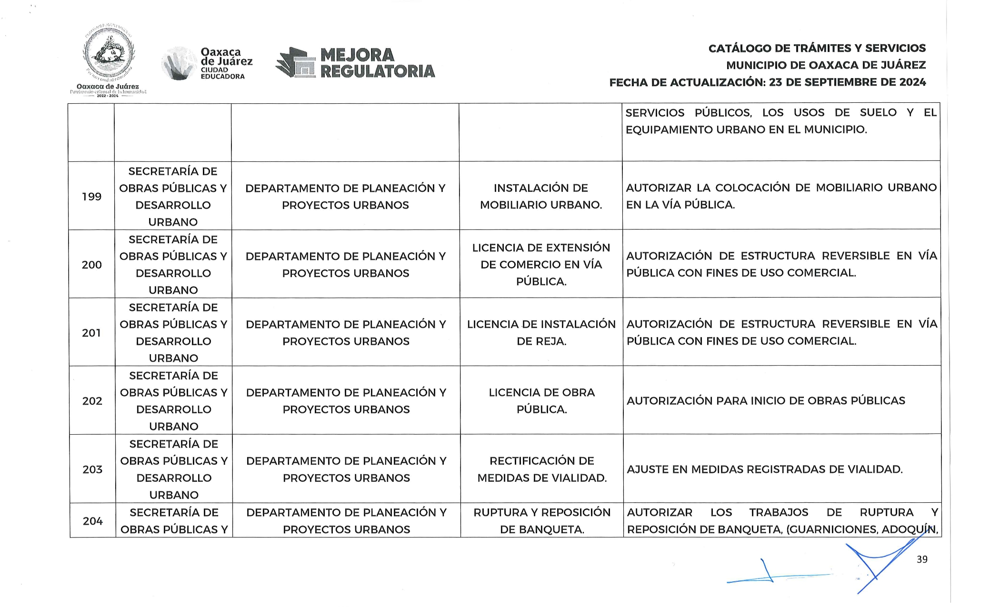 Oaxaca de Juárez
Patrimonio cultural de la humanidad
2022 - 2024
Oaxaca
de Juárez
CIUDAD
EDUCADORA
MEJORA
REGULATORIA
CATÁLOGO DE TRÁMITES Y SERVICIOS
MUNICIPIO DE OAXACA DE JUÁREZ
FECHA DE ACTUALIZACIÓN: 23 DE SEPTIEMBRE DE 2024
SERVICIOS PÚBLICOS, LOS USOS DE SUELO Y EL
EQUIPAMIENTO URBANO EN EL MUNICIPIO.
199
SECRETARÍA DE
OBRAS PÚBLICAS Y
DESARROLLO
URBANO
DEPARTAMENTO DE PLANEACIÓN Y
PROYECTOS URBANOS
INSTALACIÓN DE
MOBILIARIO URBANO.
AUTORIZAR LA COLOCACIÓN DE MOBILIARIO URBANO
EN LA VÍA PÚBLICA.
200
SECRETARÍA DE
OBRAS PÚBLICAS Y
DESARROLLO
URBANO
DEPARTAMENTO DE PLANEACIÓN Y
PROYECTOS URBANOS
LICENCIA DE EXTENSIÓN
DE COMERCIO EN VÍA
PÚBLICA.
AUTORIZACIÓN DE ESTRUCTURA REVERSIBLE EN VÍA
PÚBLICA CON FINES DE USO COMERCIAL.
201
SECRETARÍA DE
OBRAS PÚBLICAS Y
DESARROLLO
URBANO
DEPARTAMENTO DE PLANEACIÓN Y
PROYECTOS URBANOS
LICENCIA DE INSTALACIÓN
DE REJA.
AUTORIZACIÓN DE ESTRUCTURA REVERSIBLE EN VÍA
PÚBLICA CON FINES DE USO COMERCIAL.
202
SECRETARÍA DE
OBRAS PÚBLICAS Y
DESARROLLO
URBANO
DEPARTAMENTO DE PLANEACIÓN Y
PROYECTOS URBANOS
LICENCIA DE OBRA
PÚBLICA.
AUTORIZACIÓN PARA INICIO DE OBRAS PÚBLICAS
203
SECRETARÍA DE
OBRAS PÚBLICAS Y
DESARROLLO
URBANO
DEPARTAMENTO DE PLANEACIÓN Y
PROYECTOS URBANOS
RECTIFICACIÓN DE
MEDIDAS DE VIALIDAD.
AJUSTE EN MEDIDAS REGISTRADAS DE VIALIDAD.
204
SECRETARÍA DE
OBRAS PÚBLICAS Y
DEPARTAMENTO DE PLANEACIÓN Y
PROYECTOS URBANOS
RUPTURA Y REPOSICIÓN
DE BANQUETA.
AUTORIZAR LOS TRABAJOS DE RUPTURA Y
REPOSICIÓN DE BANQUETA, (GUARNICIONES, ADOQUÍN,
39